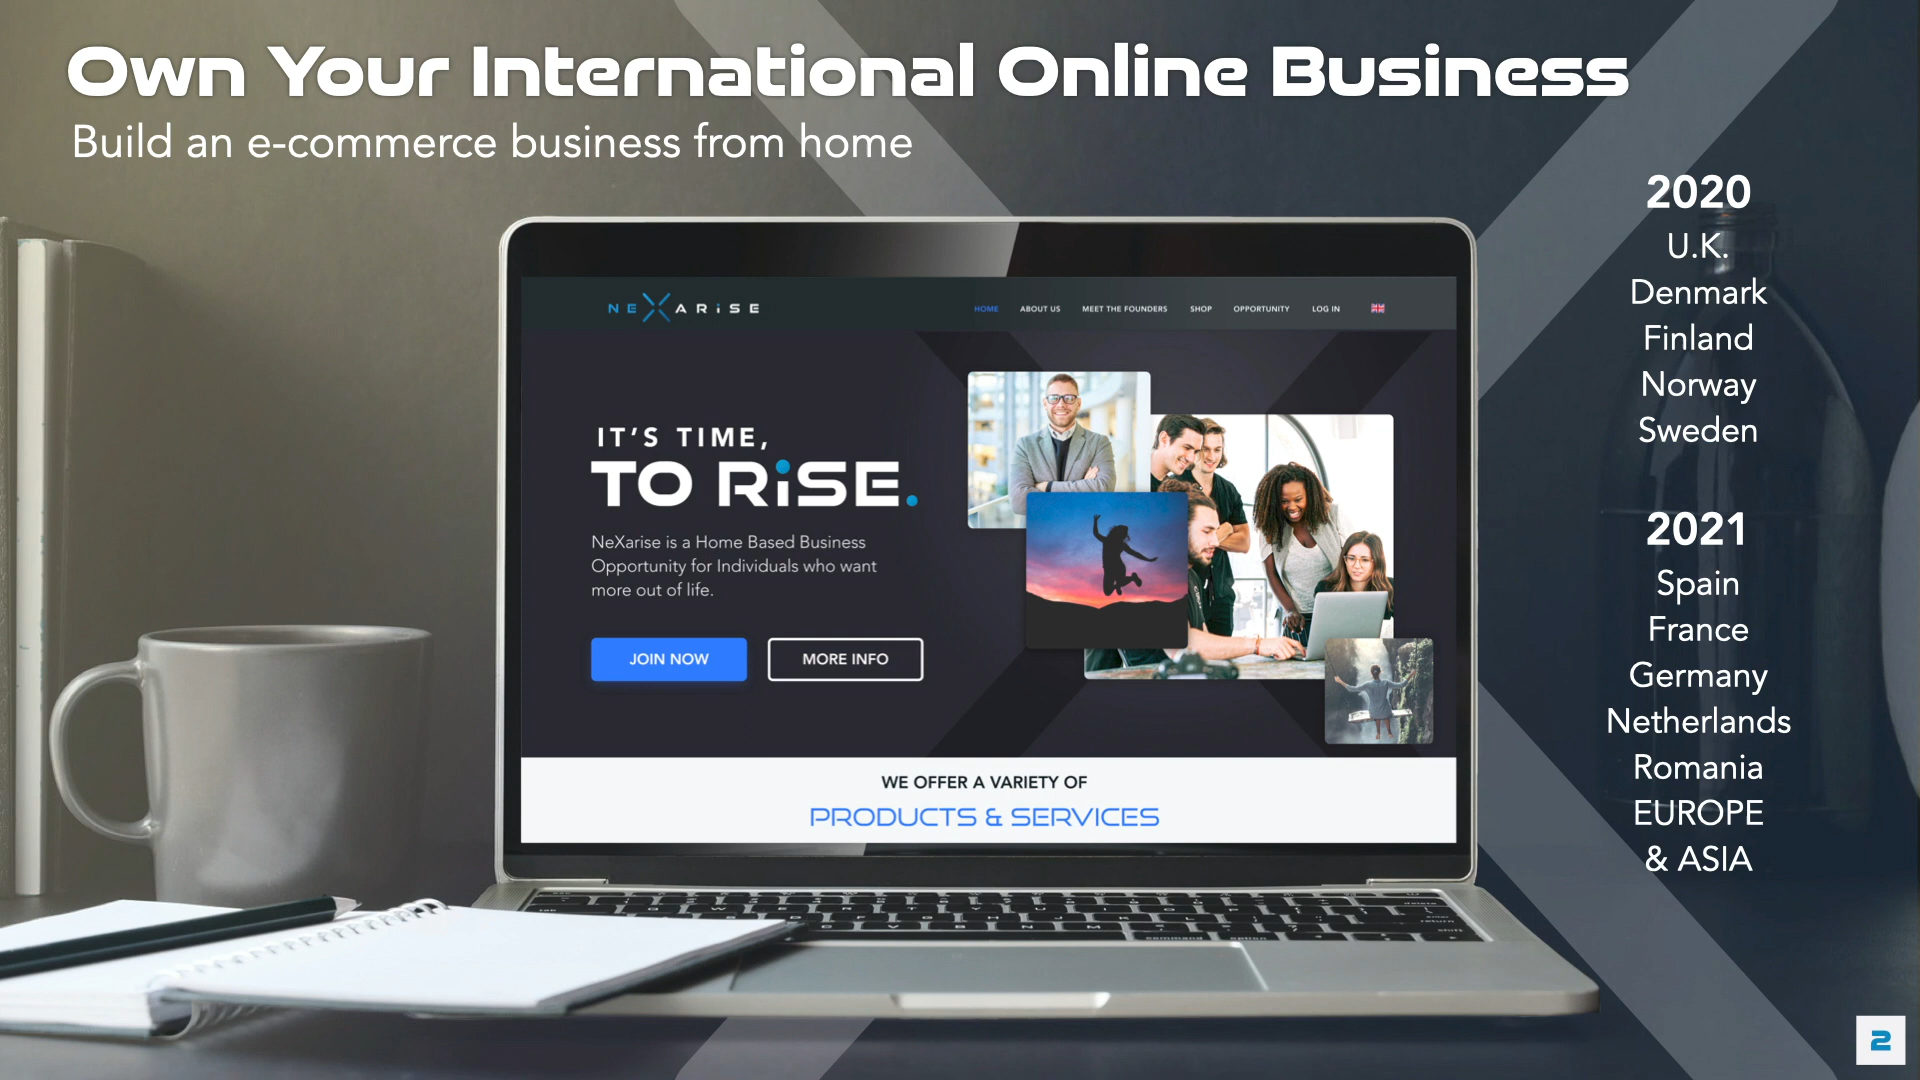 Own Your International Online Business
Build an e-commerce business from home
2020
U.K.
Denmark
Finland
Norway
Sweden
2021
Spain
France
Germany
Netherlands
Romania
EUROPE
& ASIA
NEXARiSE
HOME ABOUT US MEET THE FOUNDERS SHOP OPPORTUNITY LOG IN
IT'S TIME,
TO RiSE.
NeXarise is a Home Based Business
Opportunity for Individuals who want
more out of life.
JOIN NOW MORE INFO
WE OFFER A VARIETY OF
PRODUCTS & SERVICES
command option
2